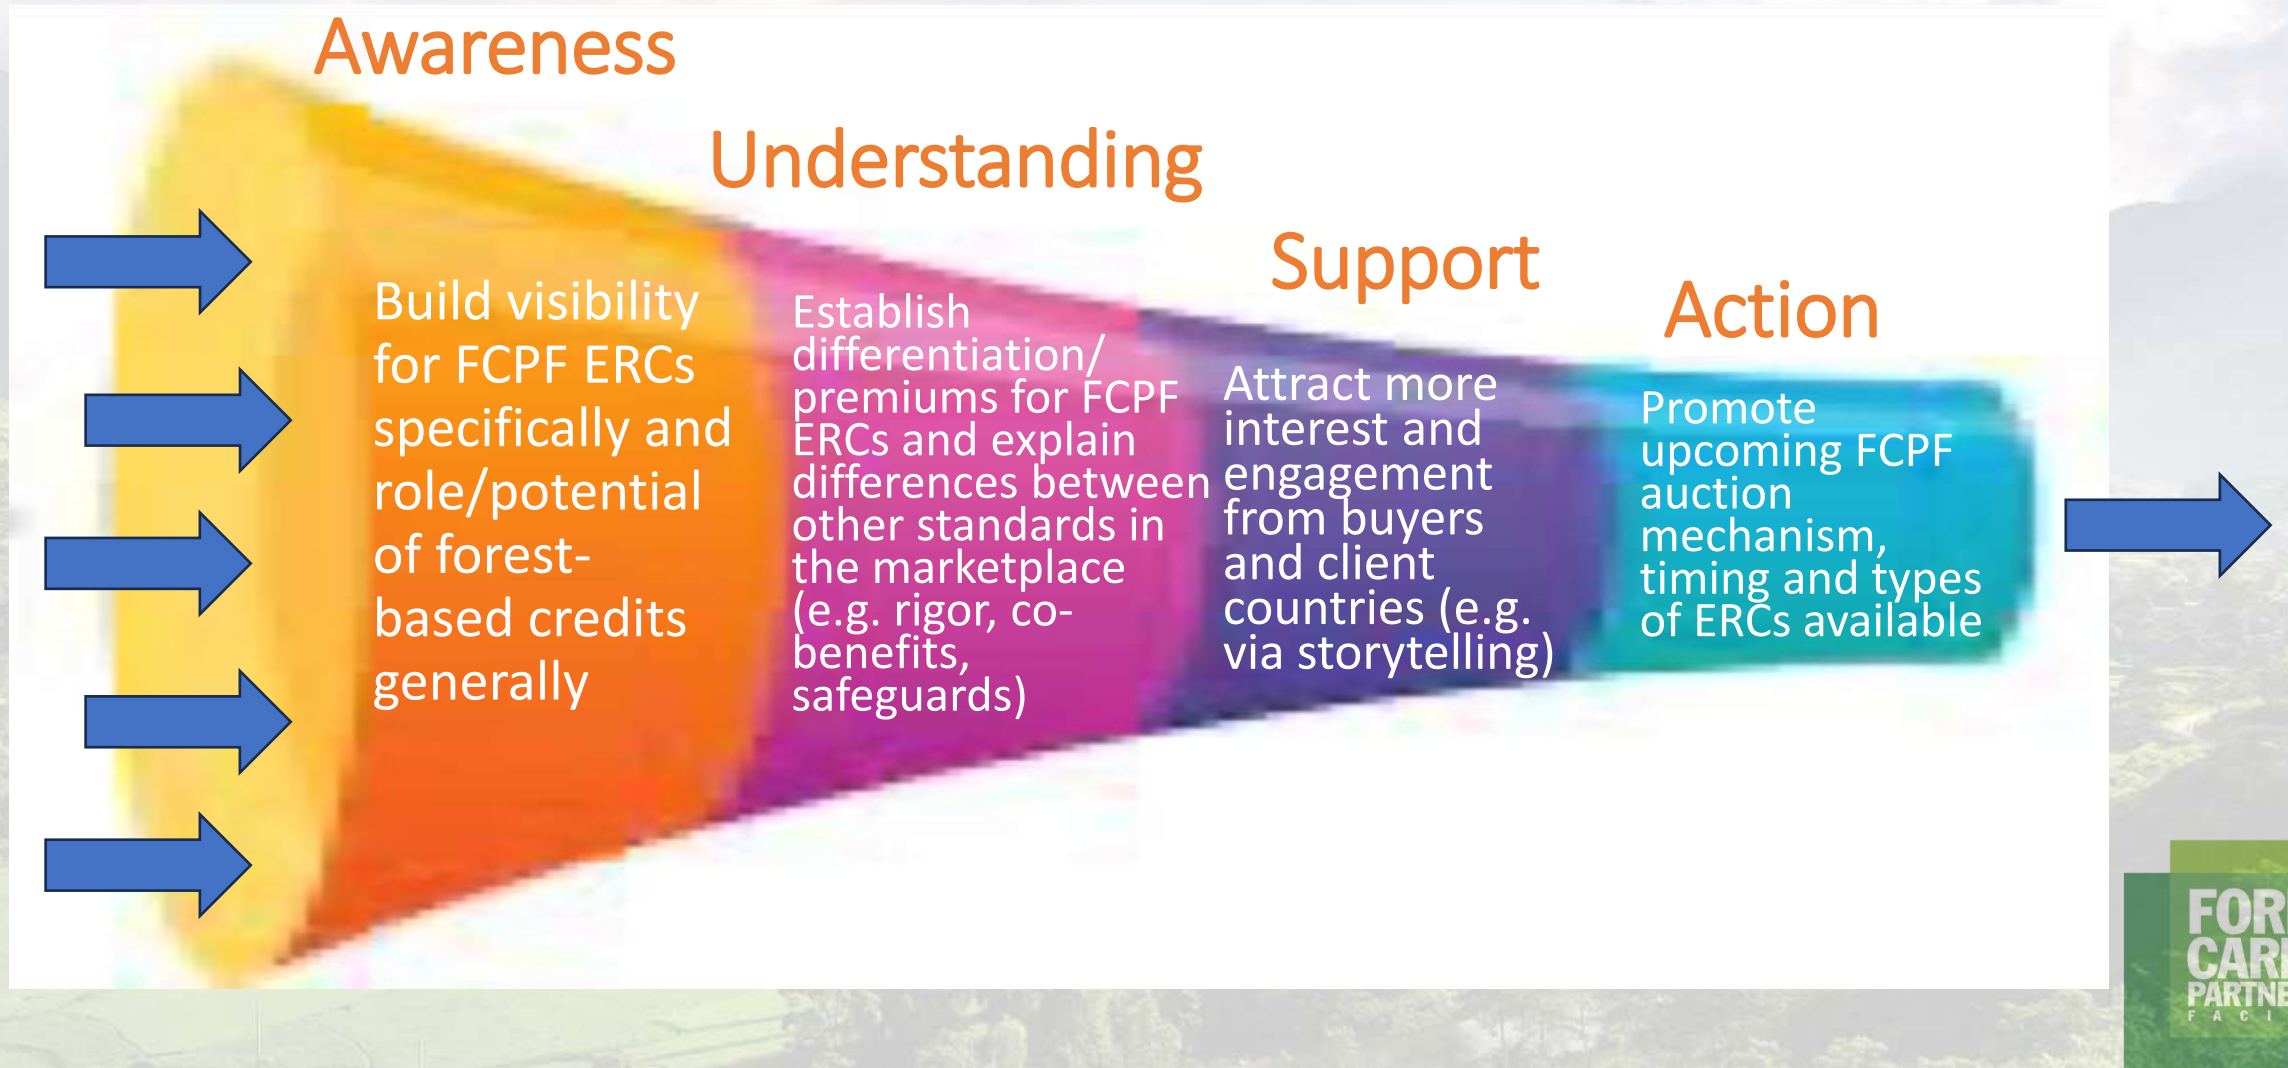 Awareness
Understanding
Support
Action
Build visibility
for FCPF ERCs
specifically and
role/potential
of forest-
based credits
generally
Establish
differentiation/
premiums for FCPF
ERCs and explain
differences between
other standards in
the marketplace
(e.g. rigor, co-
benefits,
safeguards)
Attract more
interest and
engagement
from buyers
and client
countries (e.g.
via storytelling)
Promote
upcoming FCPF
auction
mechanism,
timing and types
of ERCs available